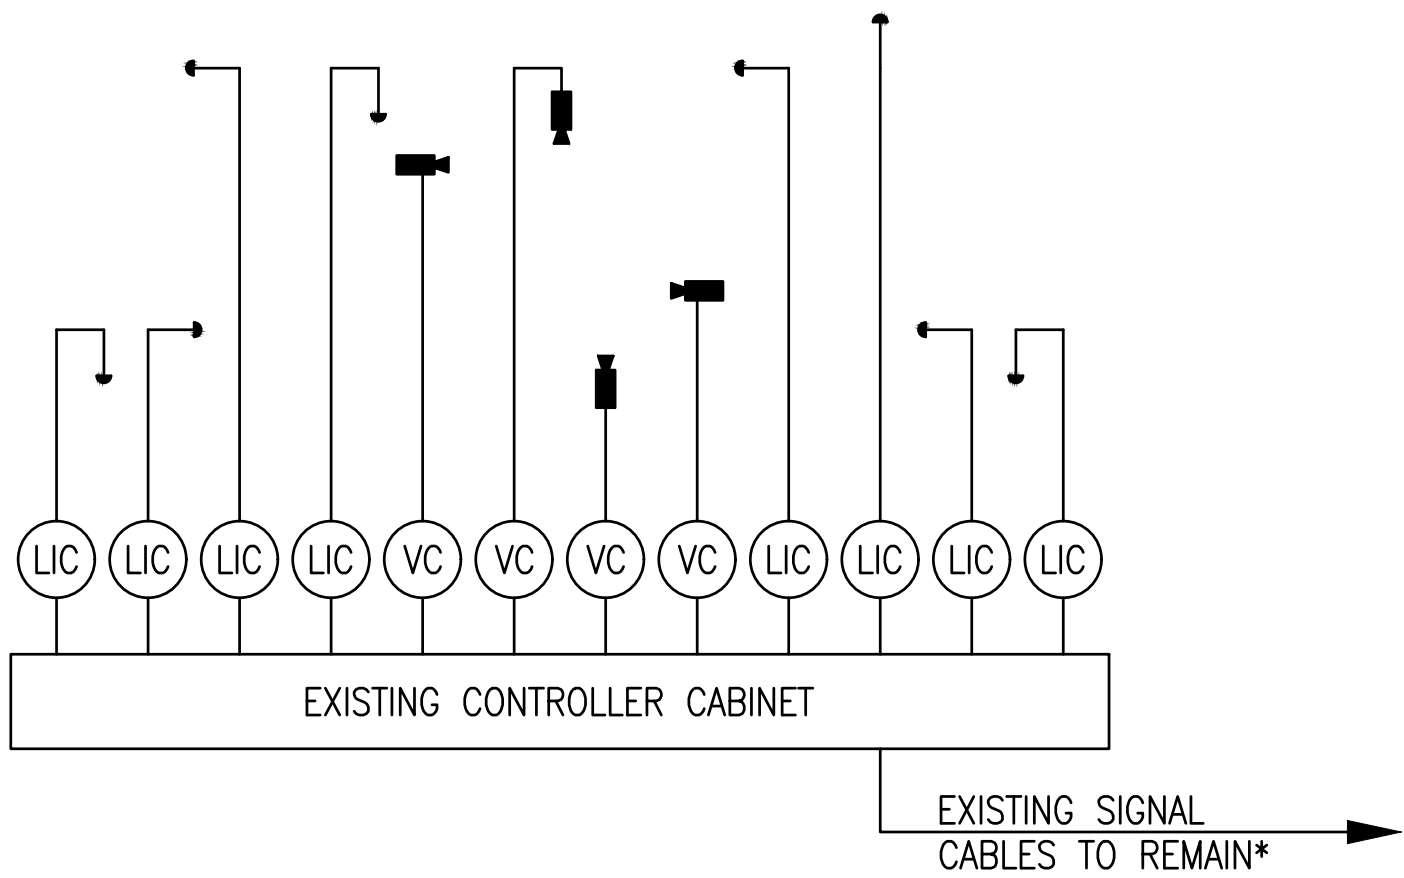 LIC LIC LIC LIC VC VC VC VC LIC LIC LIC LIC
EXISTING CONTROLLER CABINET
EXISTING SIGNAL
CABLES TO REMAIN*